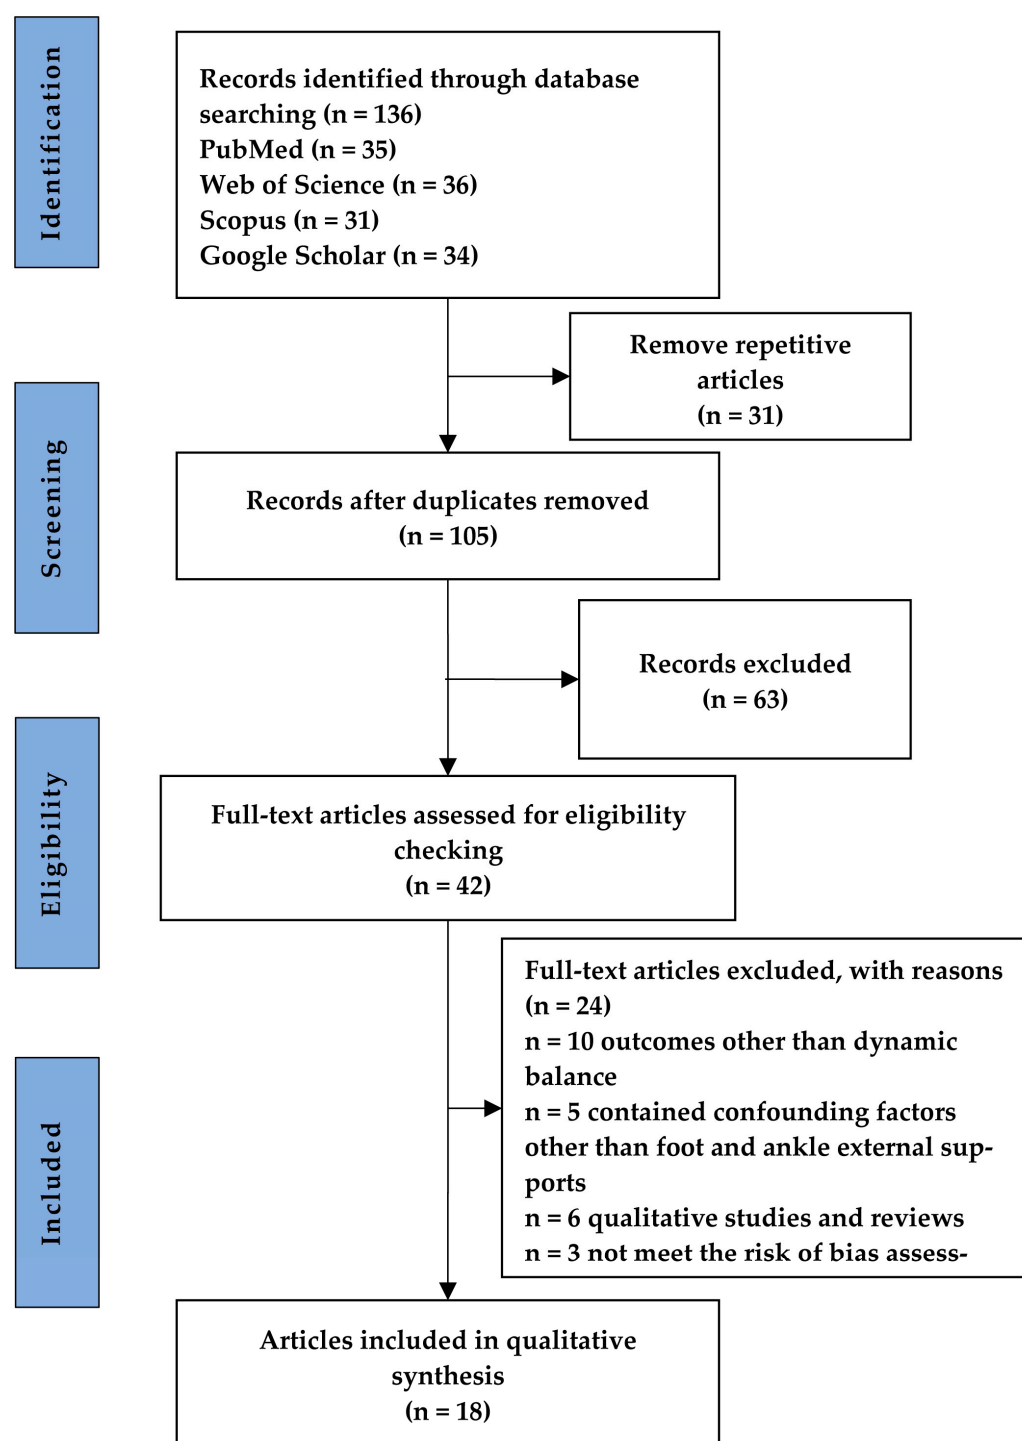 Identification
Records identified through database
searching (n = 136)
PubMed (n = 35)
Web of Science (n = 36)
Scopus (n = 31)
Google Scholar (n = 34)
Remove repetitive
articles
(n = 31)
Screening
Records after duplicates removed
(n = 105)
Records excluded
(n = 63)
Eligibility
Full-text articles assessed for eligibility
checking
(n = 42)
Full-text articles excluded, with reasons
(n = 24)
n = 10 outcomes other than dynamic
balance
n = 5 contained confounding factors
other than foot and ankle external sup-
ports
n = 6 qualitative studies and reviews
n = 3 not meet the risk of bias assess-
Included
Articles included in qualitative
synthesis
(n = 18)